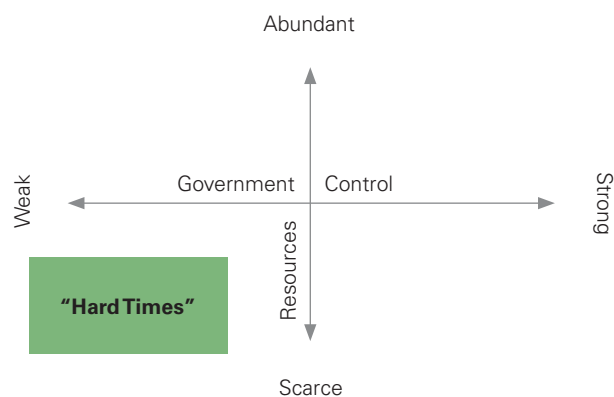 Abundant
Weak
Government Control
Strong
Resources
“Hard Times”
Scarce